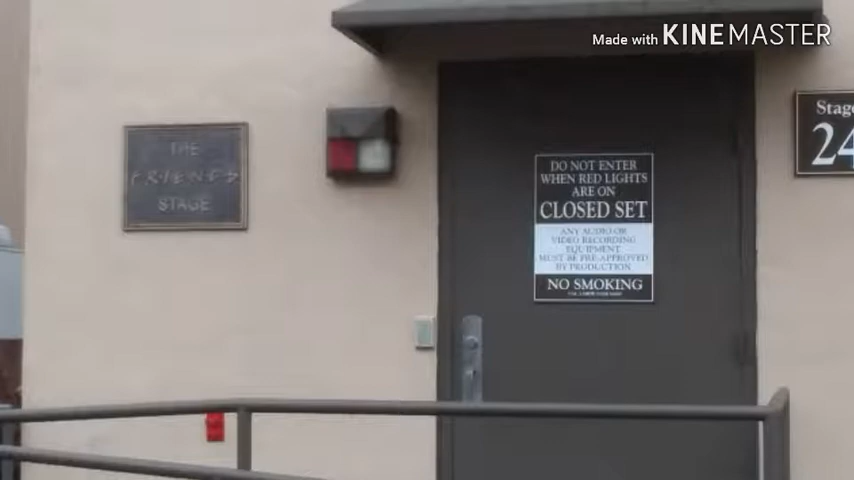 Made with KINEMASTER
THE
FRIENDS
STAGE
DO NOT ENTER
WHEN RED LIGHTS
ARE ON
CLOSED SET
ANY AUDIO OR
VIDEO RECORDING
EQUIPMENT
MUST BE PRE-APPROVED
BY PRODUCTION
NO SMOKING
Stage
24